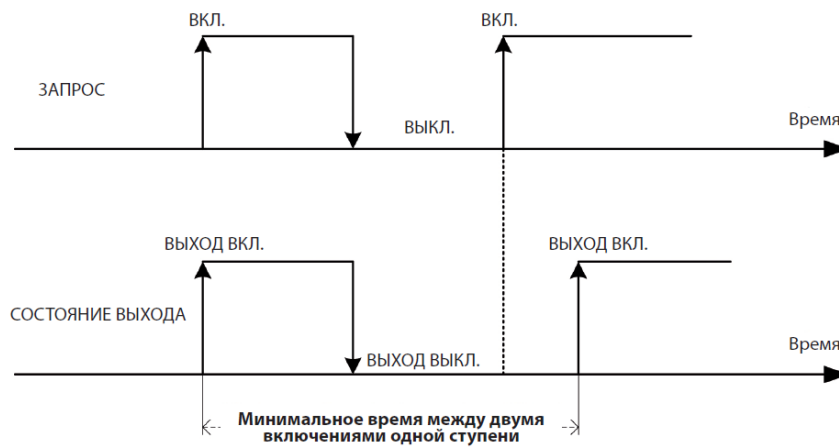 ВКЛ.
ВКЛ.
ЗАПРОС
ВЫКЛ.
Время
ВЫХОД ВКЛ.
ВЫХОД ВКЛ.
СОСТОЯНИЕ ВЫХОДА
ВЫХОД ВЫКЛ.
Время
Минимальное время между двумя
включениями одной ступени